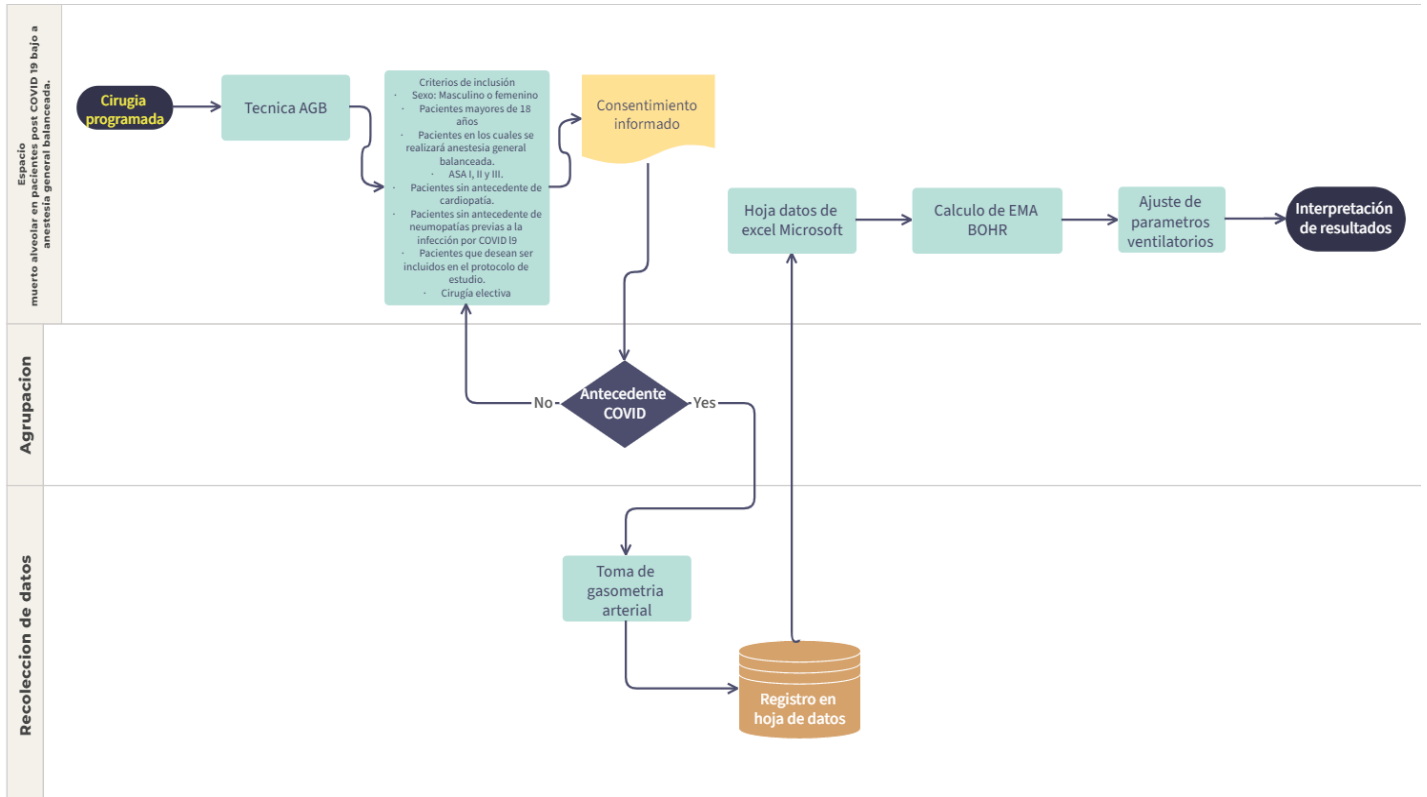 Espacio
muerto alveolar en pacientes post COVID 19 bajo a
anestesia general balanceada.
Cirugia
programada
Tecnica AGB
Criterios de inclusión
· Sexo: Masculino o femenino
· Pacientes mayores de 18
años
· Pacientes en los cuales se
realizará anestesia general
balanceada.
· ASA I, II y III.
· Pacientes sin antecedente de
cardiopatía.
· Pacientes sin antecedente de
neumopatías previas a la
infección por COVID 19
· Pacientes que desean ser
incluidos en el protocolo de
estudio.
· Cirugía electiva
Consentimiento
informado
Hoja datos de
excel Microsoft
Calculo de EMA
BOHR
Ajuste de
parametros
ventilatorios
Interpretación
de resultados
Agrupacion
No
Antecedente
COVID
Yes
Recoleccion de datos
Toma de
gasometria
arterial
Registro en
hoja de datos